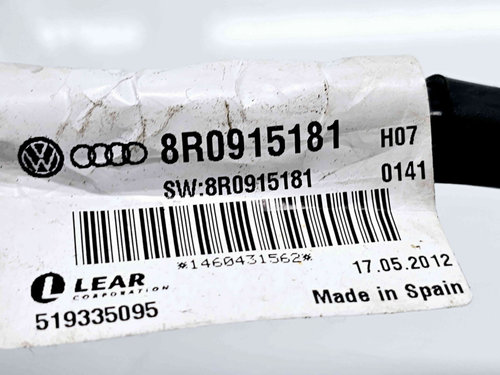 8R0915181 H07
SW:8R0915181 0141
*1460431562*
17.05.2012
LEAR
CORPORATION
Made in Spain
519335095